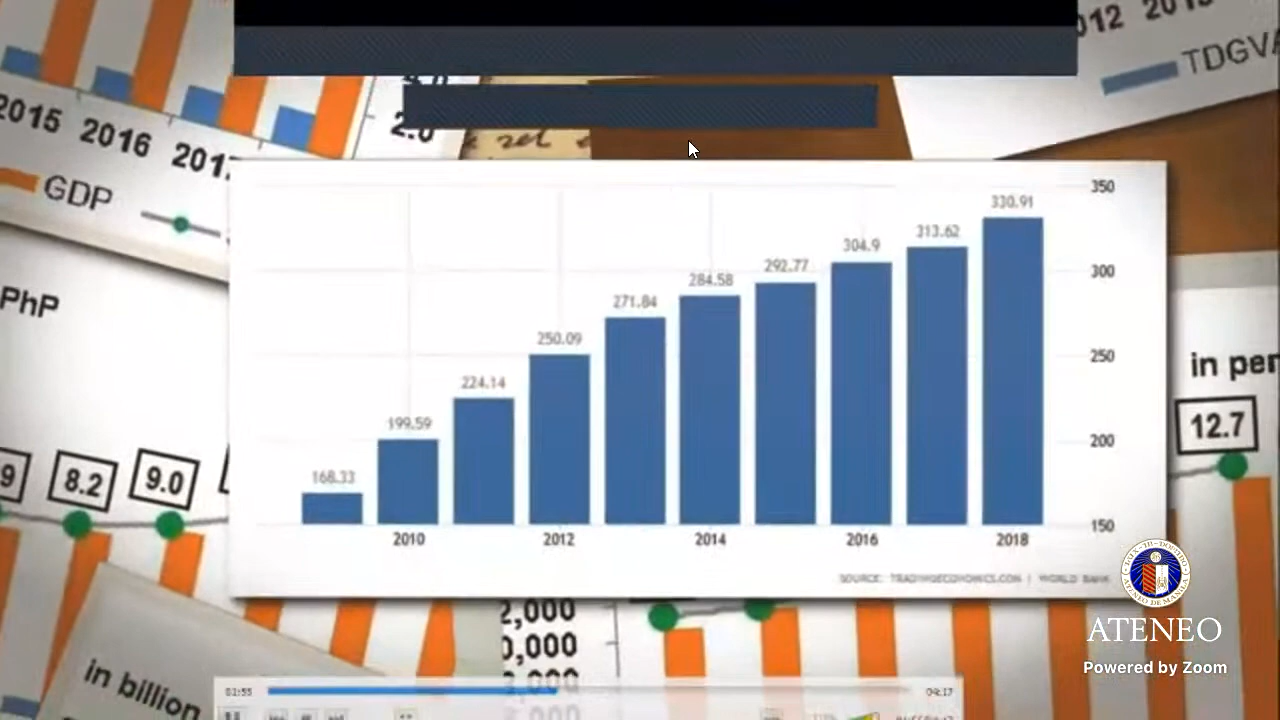 012 2013
TDGVA
2015 2016 2017
2.0
GDP
PhP
350
330.91
313.62
304.9
300
292.77
284.58
271.84
250.09
250
224.14
199.59
200
168.33
150
2010 2012 2014 2016 2018
SOURCE: TRADINGECONOMICS.COM | WORLD BANK
in per
12.7
9 8.2 9.0
2,000
0,000
in billion
ATENEO
Powered by Zoom
01:55 04:17